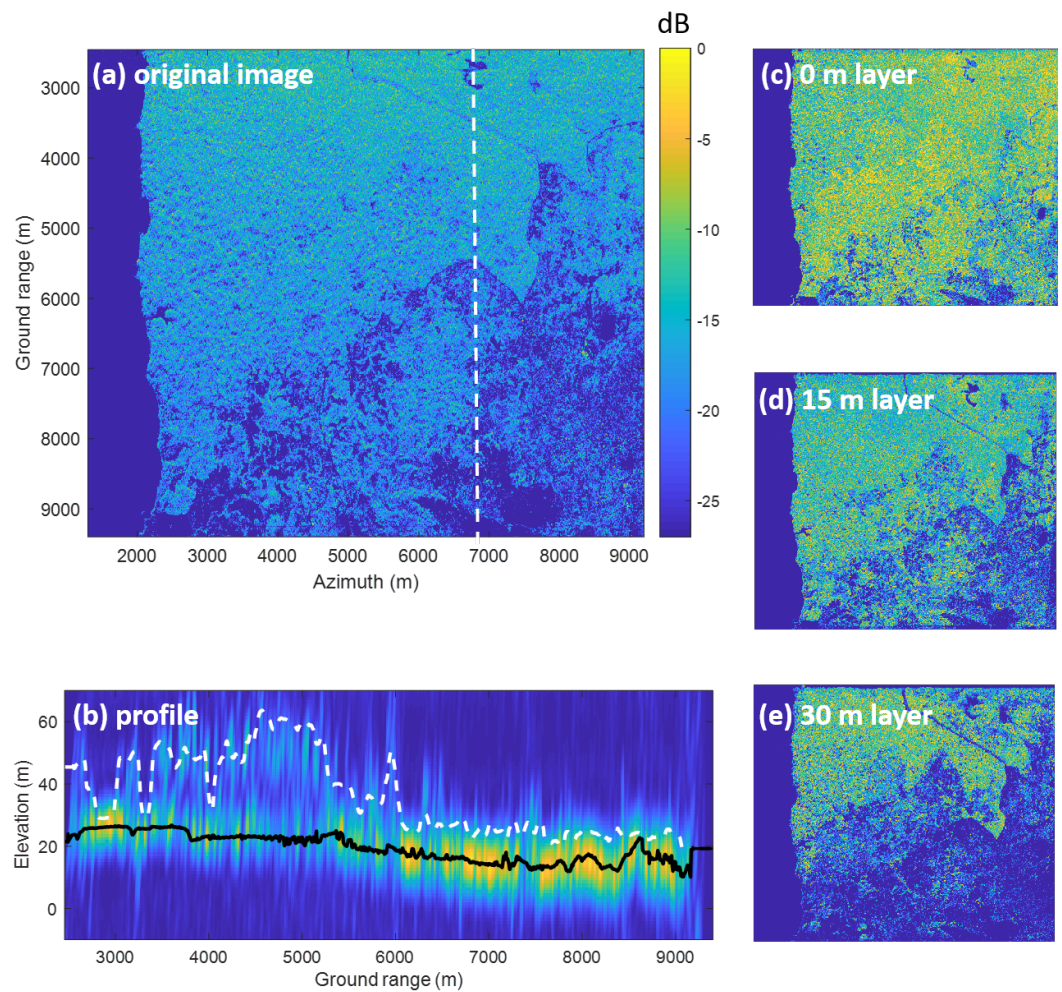 dB
(a) original image
0
-5
-10
-15
-20
-25
3000
4000
5000
6000
7000
8000
9000
Ground range (m)
2000 3000 4000 5000 6000 7000 8000 9000
Azimuth (m)
(b) profile
60
40
20
0
Elevation (m)
3000 4000 5000 6000 7000 8000 9000
Ground range (m)
(c) 0 m layer
(d) 15 m layer
(e) 30 m layer